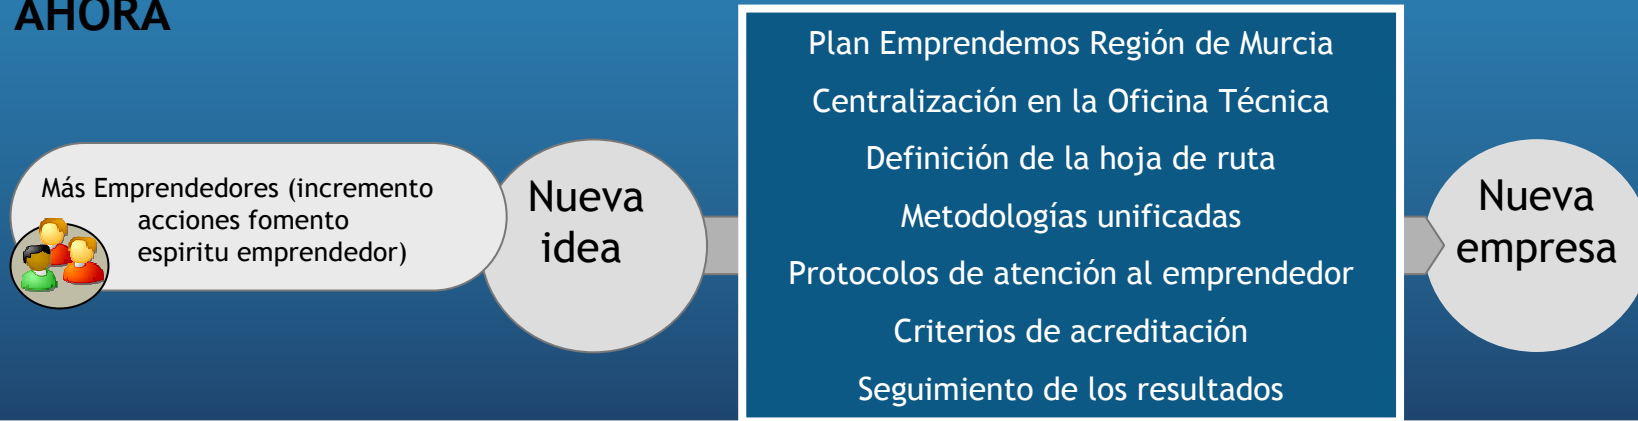 AHORA
Más Emprendedores (incremento
acciones fomento
espiritu emprendedor)
Nueva
idea
Plan Emprendemos Región de Murcia
Centralización en la Oficina Técnica
Definición de la hoja de ruta
Metodologías unificadas
Protocolos de atención al emprendedor
Criterios de acreditación
Seguimiento de los resultados
Nueva
empresa